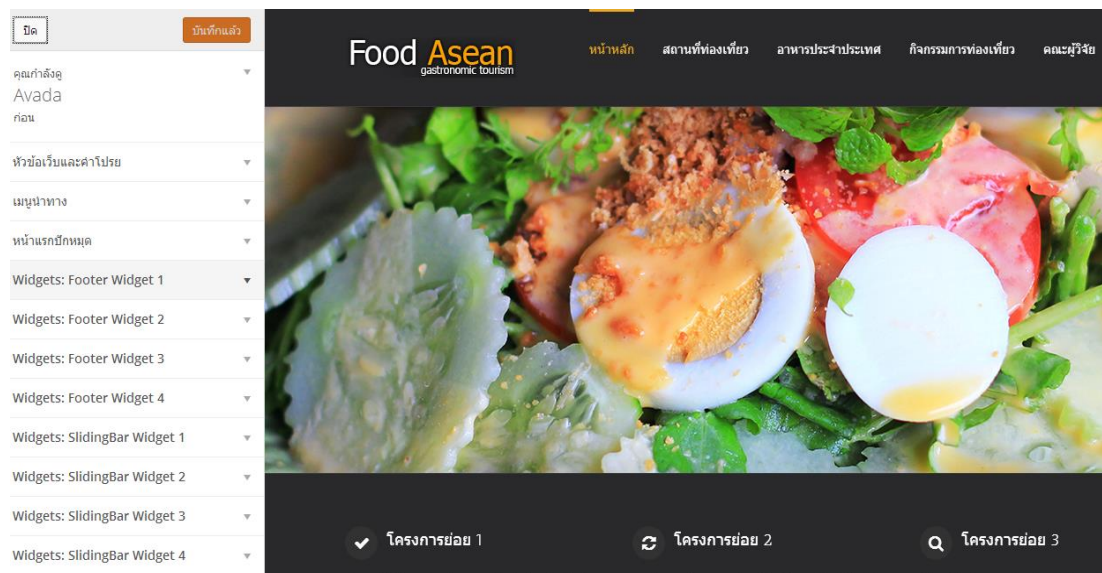 ปิด
บันทึกแล้ว
คุณกำลังดู
Avada
ก่อน
หัวข้อเว็บและคำโปรย
เมนูนำทาง
หน้าแรกปักหมุด
Widgets: Footer Widget 1
Widgets: Footer Widget 2
Widgets: Footer Widget 3
Widgets: Footer Widget 4
Widgets: SlidingBar Widget 1
Widgets: SlidingBar Widget 2
Widgets: SlidingBar Widget 3
Widgets: SlidingBar Widget 4
Food Asean
gastronomic tourism
หน้าหลัก สถานที่ท่องเที่ยว อาหารประจำประเทศ กิจกรรมการท่องเที่ยว คณะผู้วิจัย
โครงการย่อย 1 โครงการย่อย 2 โครงการย่อย 3